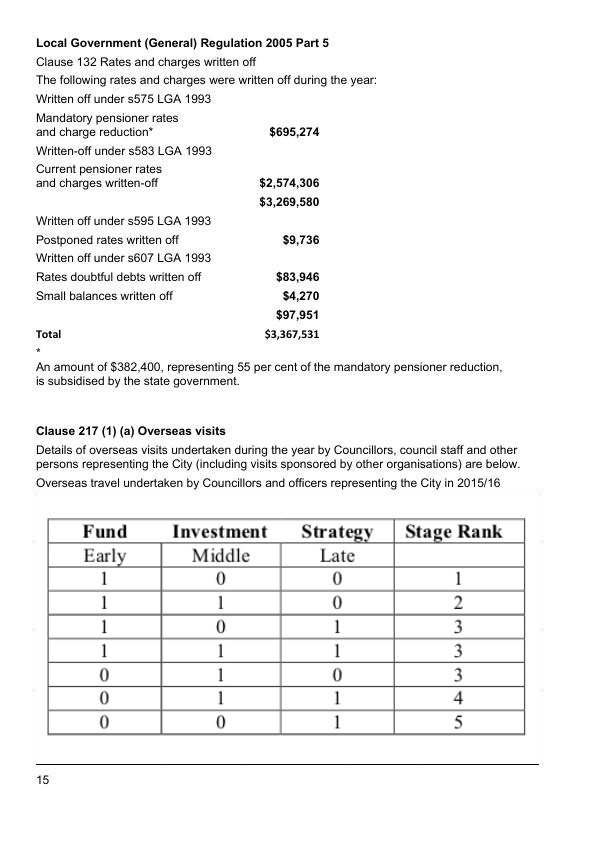 Local Government (General) Regulation 2005 Part 5
Clause 132 Rates and charges written off
The following rates and charges were written off during the year:
Written off under s575 LGA 1993
Mandatory pensioner rates
and charge reduction* $695,274
Written-off under s583 LGA 1993
Current pensioner rates
and charges written-off $2,574,306
$3,269,580
Written off under s595 LGA 1993
Postponed rates written off $9,736
Written off under s607 LGA 1993
Rates doubtful debts written off $83,946
Small balances written off $4,270
$97,951
Total $3,367,531
*
An amount of $382,400, representing 55 per cent of the mandatory pensioner reduction,
is subsidised by the state government.
Clause 217 (1) (a) Overseas visits
Details of overseas visits undertaken during the year by Councillors, council staff and other
persons representing the City (including visits sponsored by other organisations) are below.
Overseas travel undertaken by Councillors and officers representing the City in 2015/16
Fund Investment Strategy Stage Rank
Early Middle Late
1 0 0 1
1 1 0 2
1 0 1 3
1 1 1 3
0 1 0 3
0 1 1 4
0 0 1 5
15